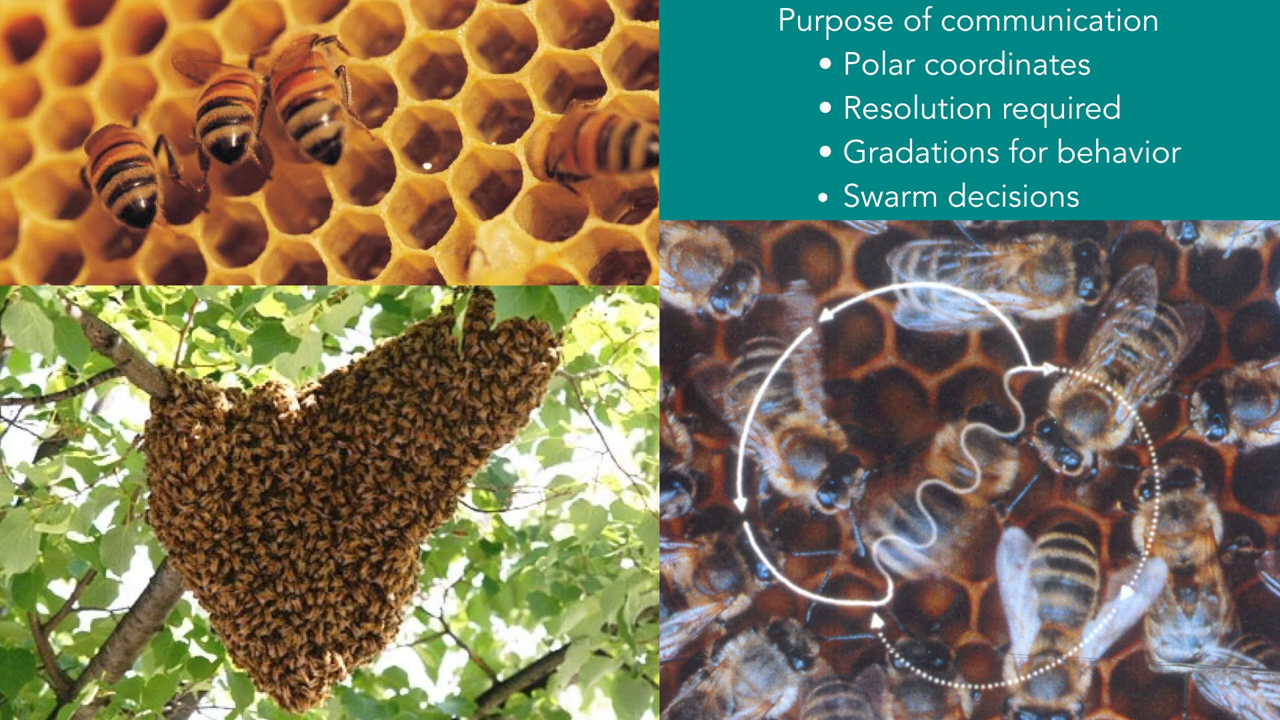 Purpose of communication
• Polar coordinates
• Resolution required
• Gradations for behavior
• Swarm decisions